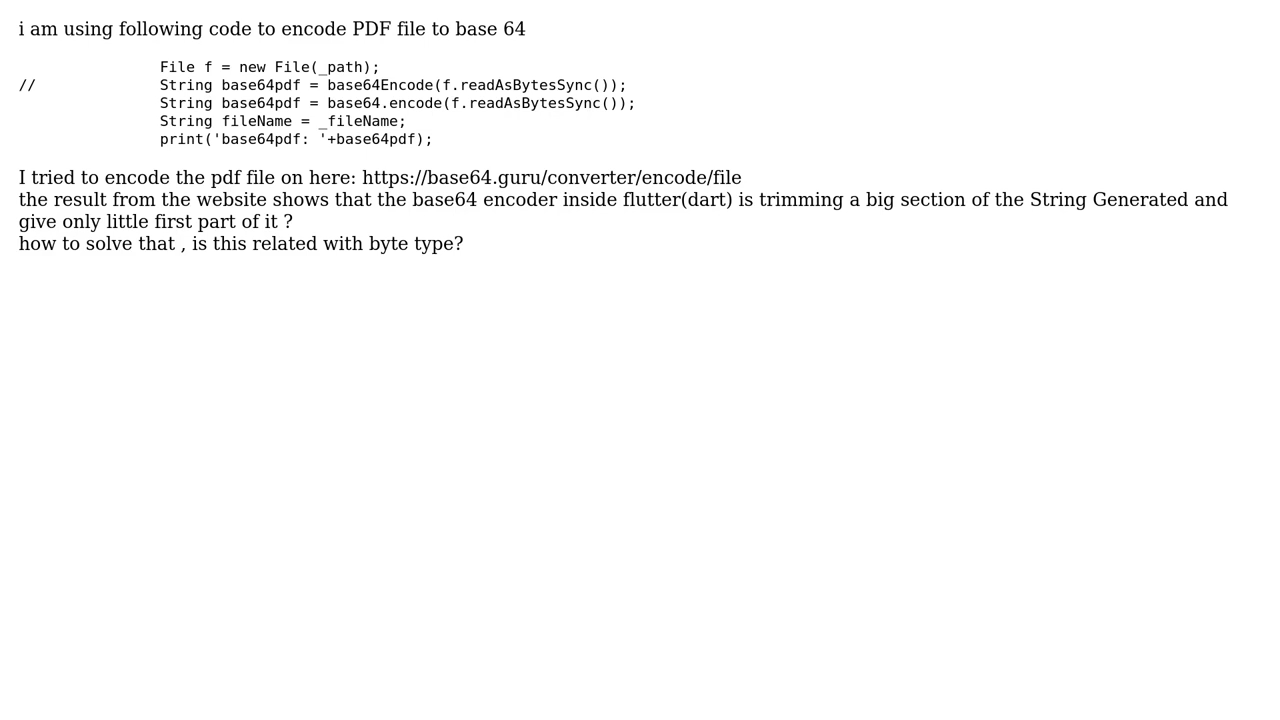 i am using following code to encode PDF file to base 64
File f = new File(_path);
// String base64pdf = base64Encode(f.readAsBytesSync());
String base64pdf = base64.encode(f.readAsBytesSync());
String fileName = _fileName;
print('base64pdf: '+base64pdf);
I tried to encode the pdf file on here: https://base64.guru/converter/encode/file
the result from the website shows that the base64 encoder inside flutter(dart) is trimming a big section of the String Generated and
give only little first part of it ?
how to solve that , is this related with byte type?